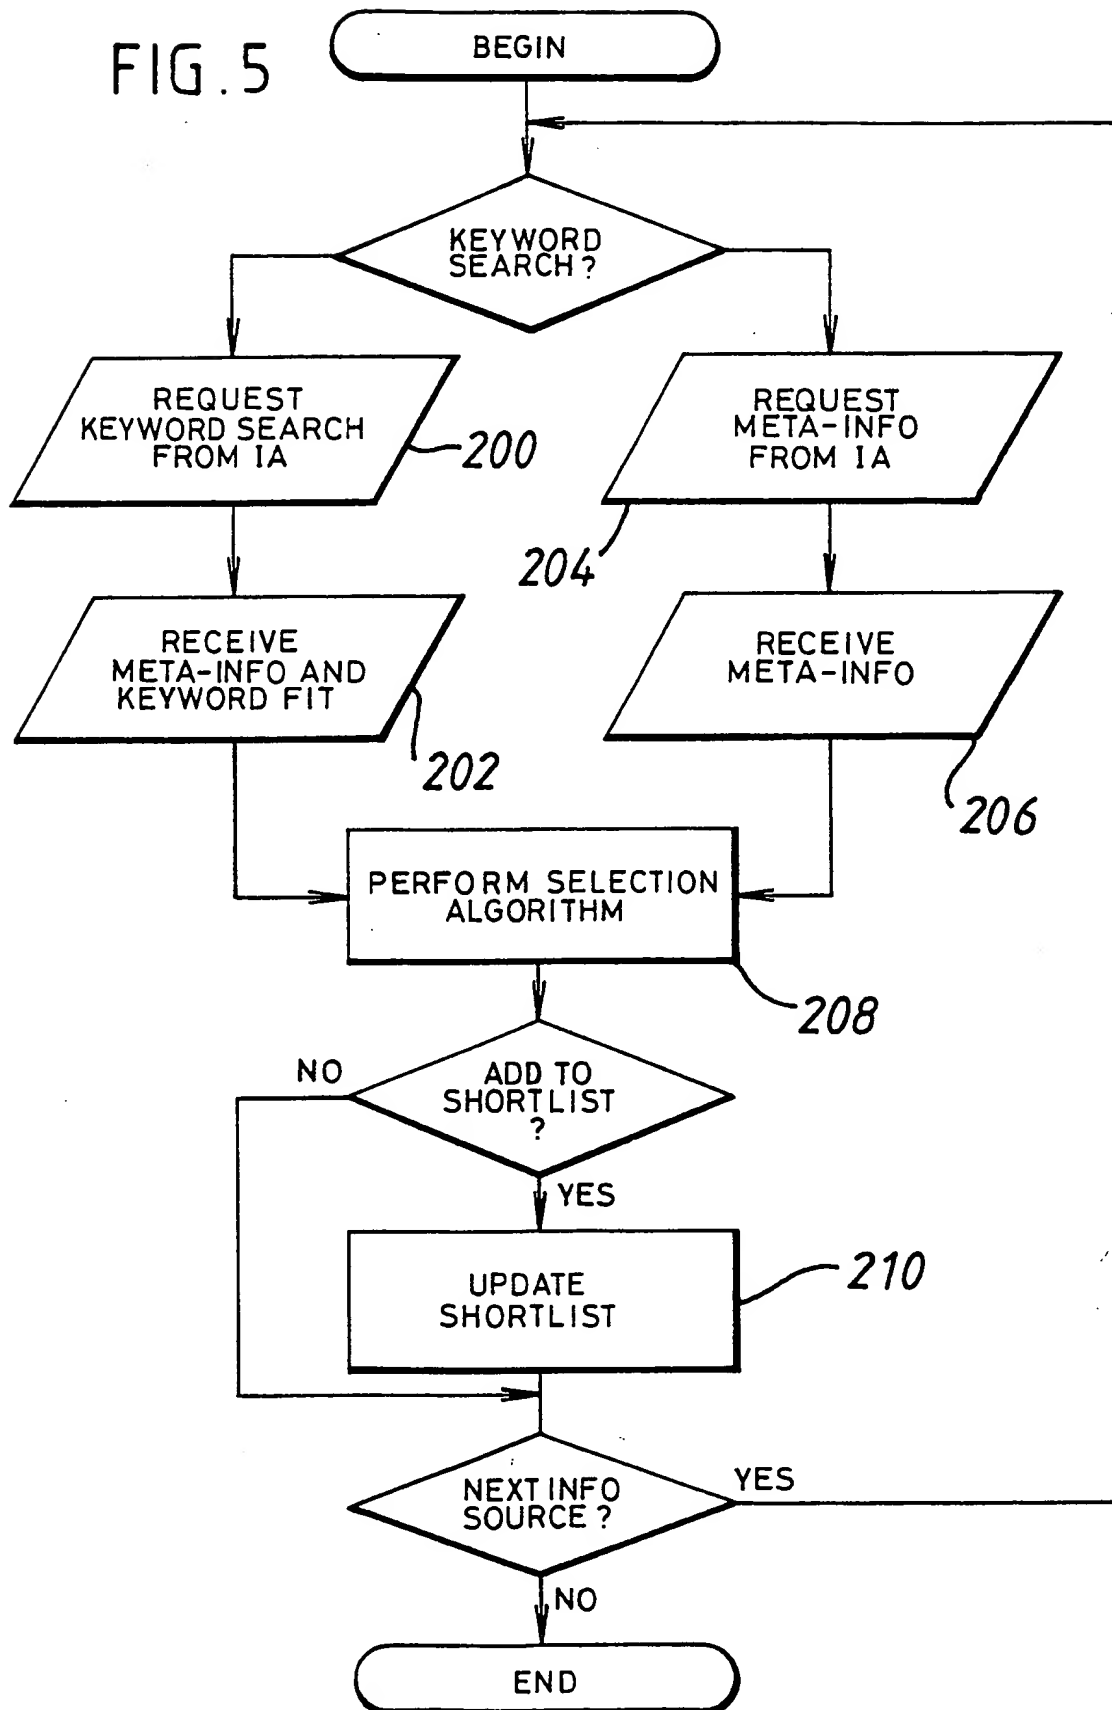 FIG. 5
BEGIN
KEYWORD
SEARCH?
REQUEST
KEYWORD SEARCH
FROM IA
200
REQUEST
META-INFO
FROM IA
204
RECEIVE
META-INFO AND
KEYWORD FIT
202
RECEIVE
META-INFO
206
PERFORM SELECTION
ALGORITHM
208
NO
ADD TO
SHORTLIST
?
YES
UPDATE
SHORTLIST
210
NEXT INFO
SOURCE?
YES
NO
END